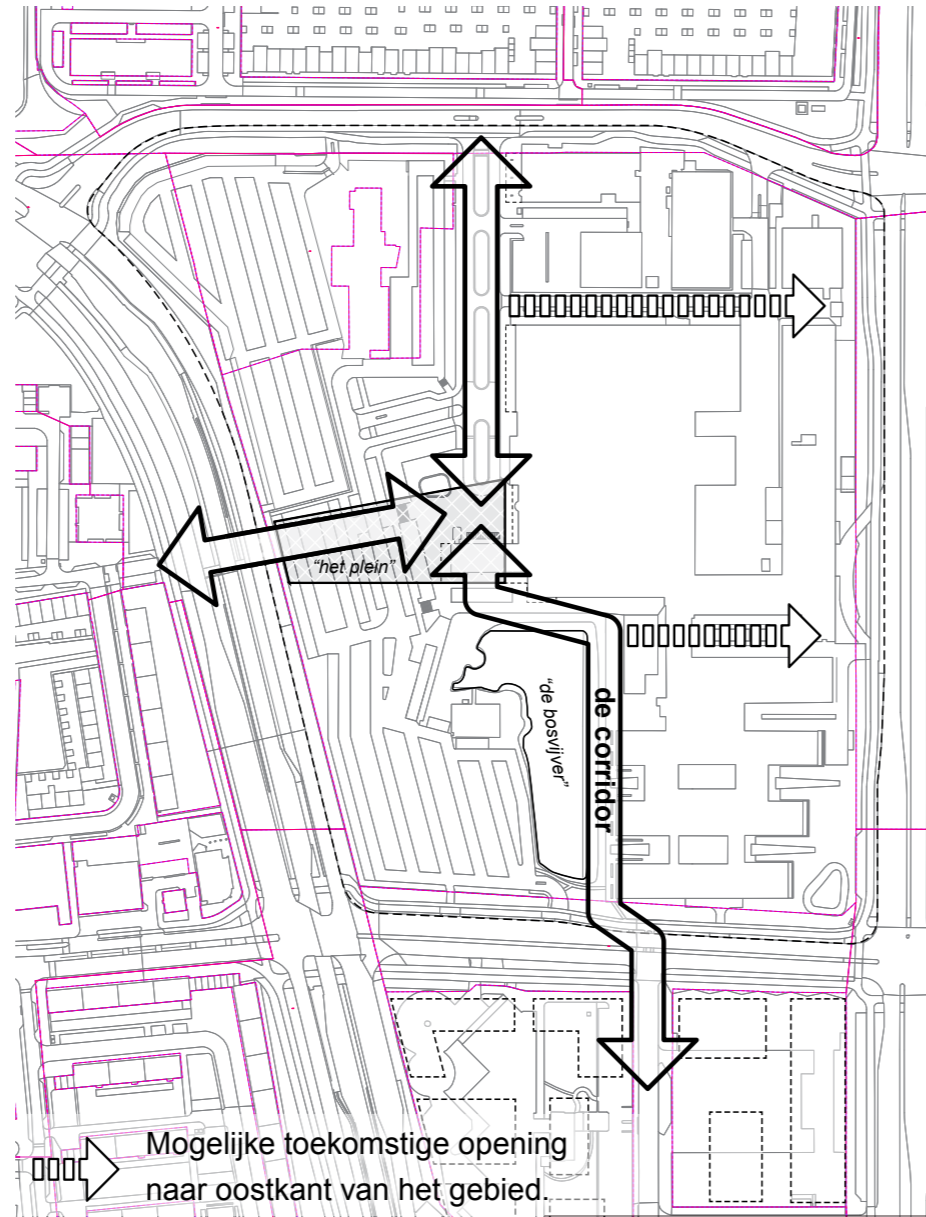 “het plein”
“de bosvijver”
de corridor
Mogelijke toekomstige opening
naar oostkant van het gebied.